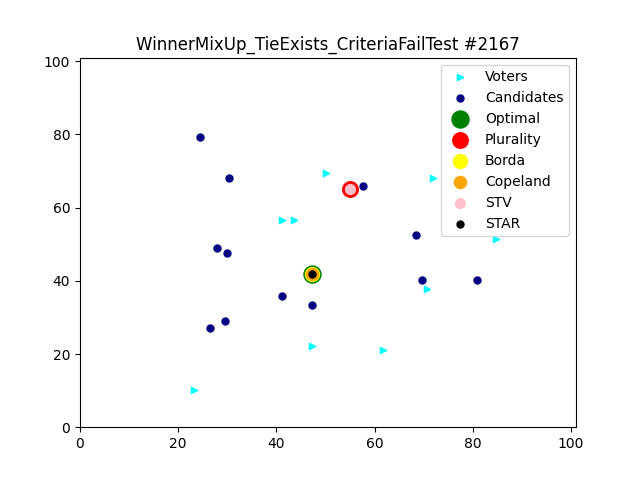 WinnerMixUp_TieExists_CriteriaFailTest #2167
100
80
60
40
20
0
0
20
40
60
80
100
Voters
Candidates
Optimal
Plurality
Borda
Copeland
STV
STAR